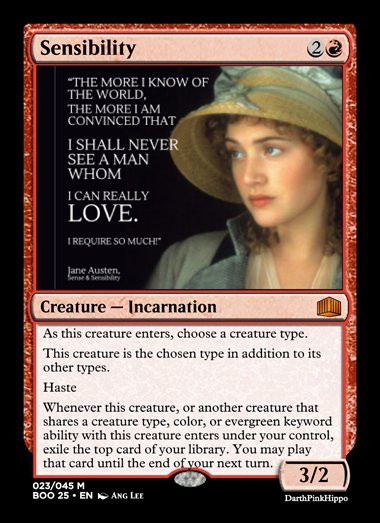 Sensibility 2
“THE MORE I KNOW OF
THE WORLD,
THE MORE I AM
CONVINCED THAT
I SHALL NEVER
SEE A MAN
WHOM
I CAN REALLY
LOVE.
I REQUIRE SO MUCH!”
Jane Austen,
Sense & Sensibility
Creature — Incarnation
As this creature enters, choose a creature type.
This creature is the chosen type in addition to its
other types.
Haste
Whenever this creature, or another creature that
shares a creature type, color, or evergreen keyword
ability with this creature enters under your control,
exile the top card of your library. You may play
that card until the end of your next turn.
3/2
023/045 M
BOO 25 • EN Ang Lee
DarthPinkHippo